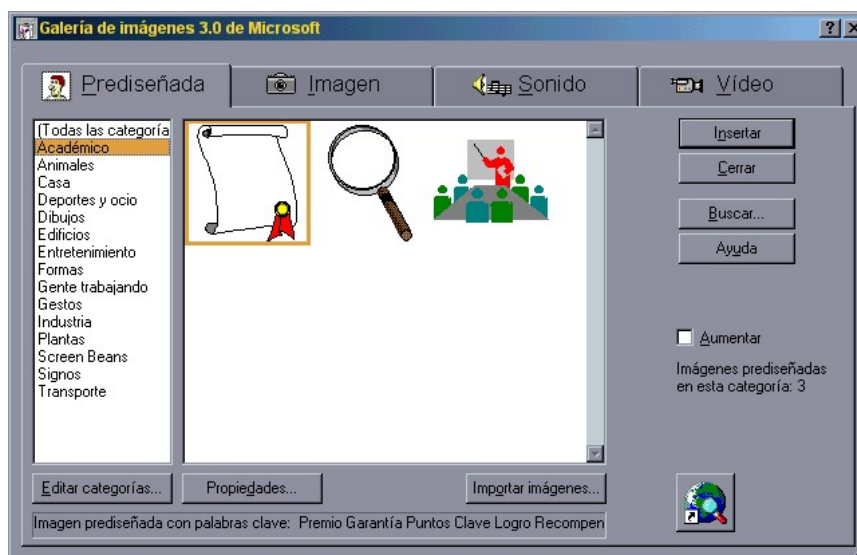 Galería de imágenes 3.0 de Microsoft
Prediseñada
Imagen
Sonido
Vídeo
(Todas las categoría
Académico
Animales
Casa
Deportes y ocio
Dibujos
Edificios
Entretenimiento
Formas
Gente trabajando
Gestos
Industria
Plantas
Screen Beans
Signos
Transporte
Insertar
Cerrar
Buscar...
Ayuda
Aumentar
Imágenes prediseñadas
en esta categoría: 3
Editar categorías...
Propiedades...
Importar imágenes...
Imagen prediseñada con palabras clave: Premio Garantía Puntos Clave Logro Recompen